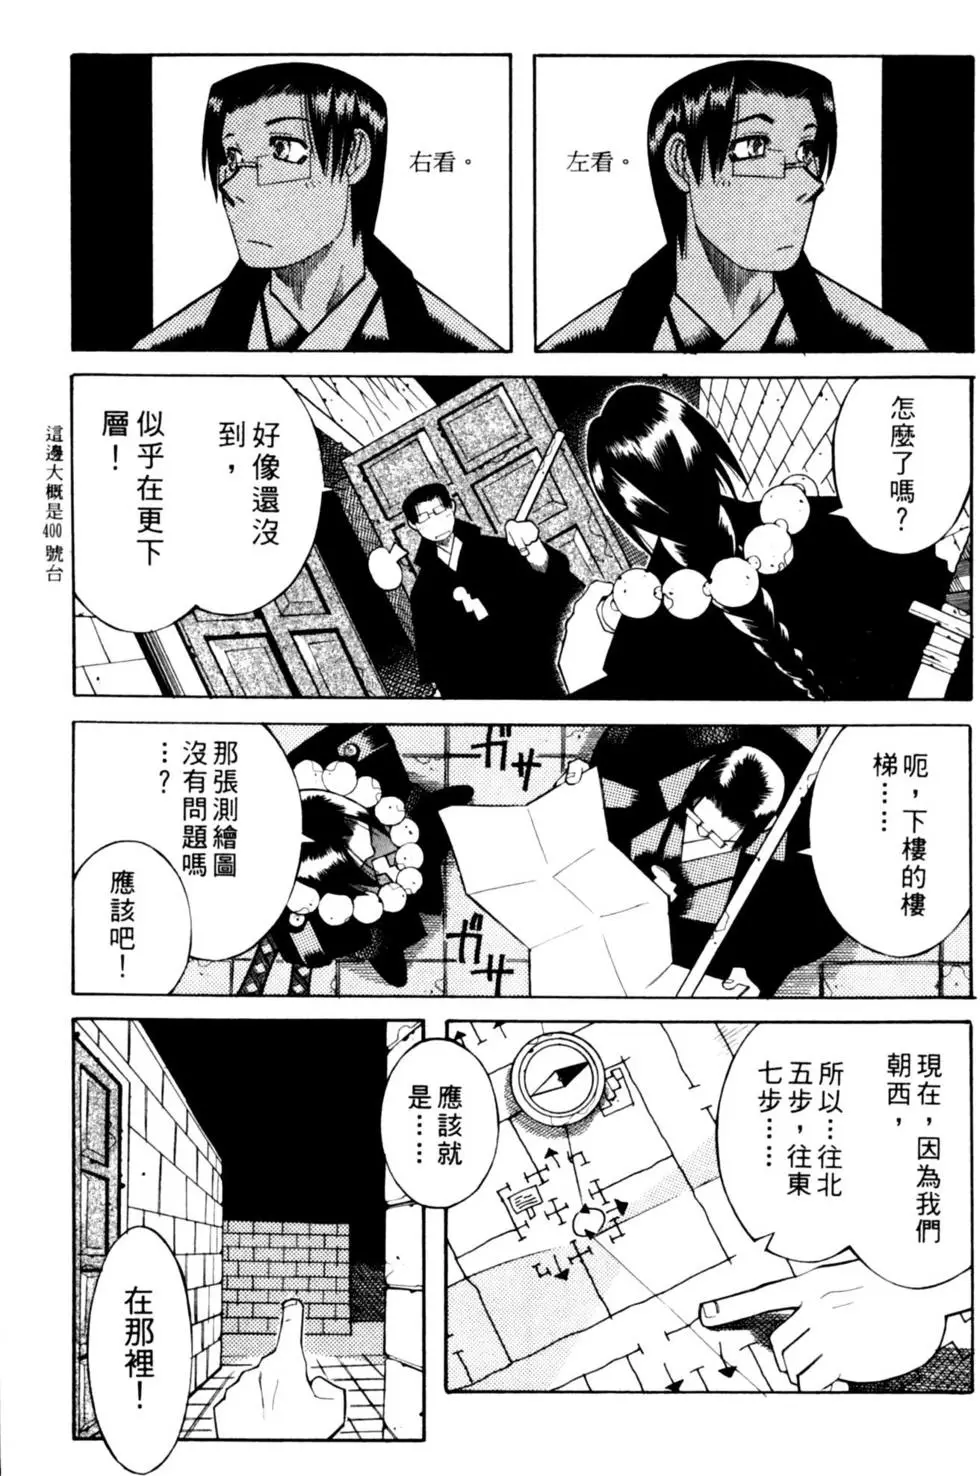 左看。
右看。
怎麼了嗎?
好像還沒
到,
似乎在更下
層!
這邊大概是400號台
呃,下樓的樓
梯……
ガサ
ガサ
那張測繪圖
沒有問題嗎
…?
應該吧!
現在,因為我們
朝西,
所以…往北
五步,往東
七步……
應該就
是……
在那裡!